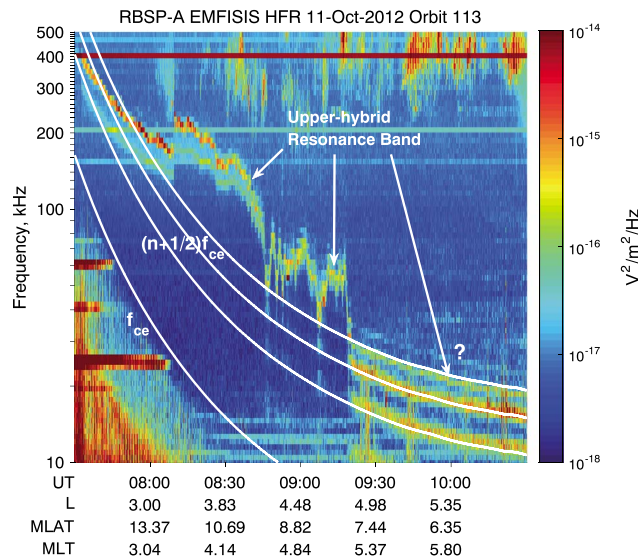 RBSP-A EMFISIS HFR 11-Oct-2012 Orbit 113
500
400
300
200
100
10
Frequency, kHz
Upper-hybrid
Resonance Band
(n+1/2)f_ce
f_ce
?
10^-14
10^-15
10^-16
10^-17
10^-18
V^2/m^2/Hz
UT 08:00 08:30 09:00 09:30 10:00
L 3.00 3.83 4.48 4.98 5.35
MLAT 13.37 10.69 8.82 7.44 6.35
MLT 3.04 4.14 4.84 5.37 5.80